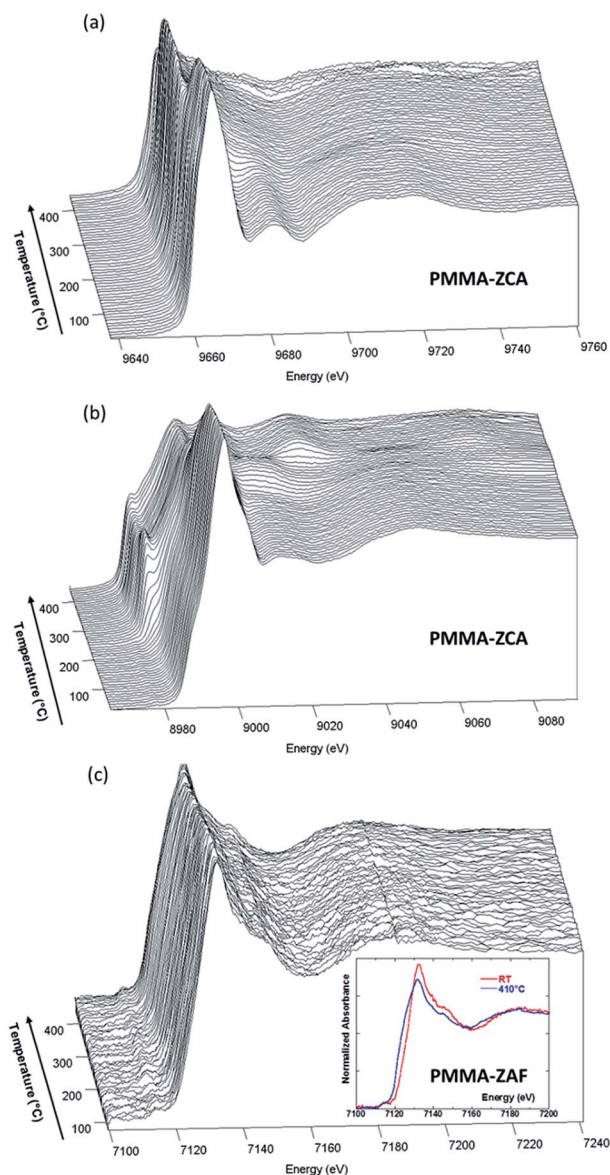 (a)
400
300
200
100
Temperature (°C)
PMMA-ZCA
9640 9660 9680 9700 9720 9740 9760
Energy (eV)
(b)
400
300
200
100
Temperature (°C)
PMMA-ZCA
8980 9000 9020 9040 9060 9080
Energy (eV)
(c)
400
300
200
100
Temperature (°C)
RT
410°C
Normalized Absorbance
PMMA-ZAF
Energy (eV)
7100 7120 7140 7160 7180 7200
7100 7120 7140 7160 7180 7200 7220 7240
Energy (eV)